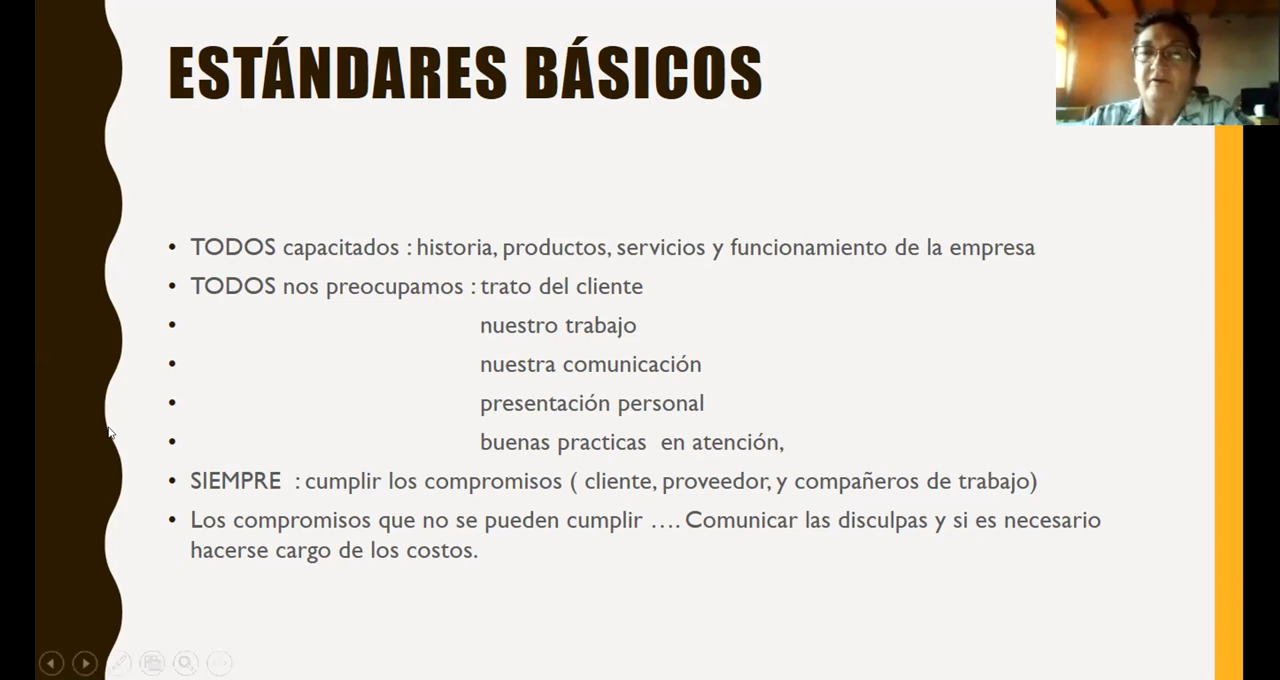 ESTÁNDARES BÁSICOS
• TODOS capacitados : historia, productos, servicios y funcionamiento de la empresa
• TODOS nos preocupamos : trato del cliente
• nuestro trabajo
• nuestra comunicación
• presentación personal
• buenas practicas en atención,
• SIEMPRE : cumplir los compromisos ( cliente, proveedor, y compañeros de trabajo)
• Los compromisos que no se pueden cumplir .... Comunicar las disculpas y si es necesario
hacerse cargo de los costos.